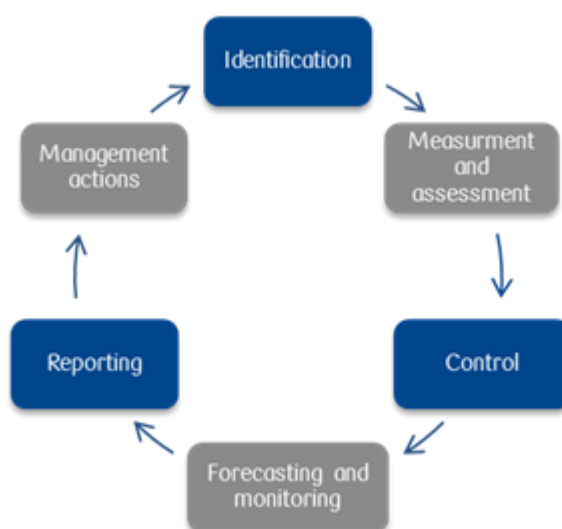 Identification
Measurment
and
assessment
Control
Forecasting and
monitoring
Reporting
Management
actions